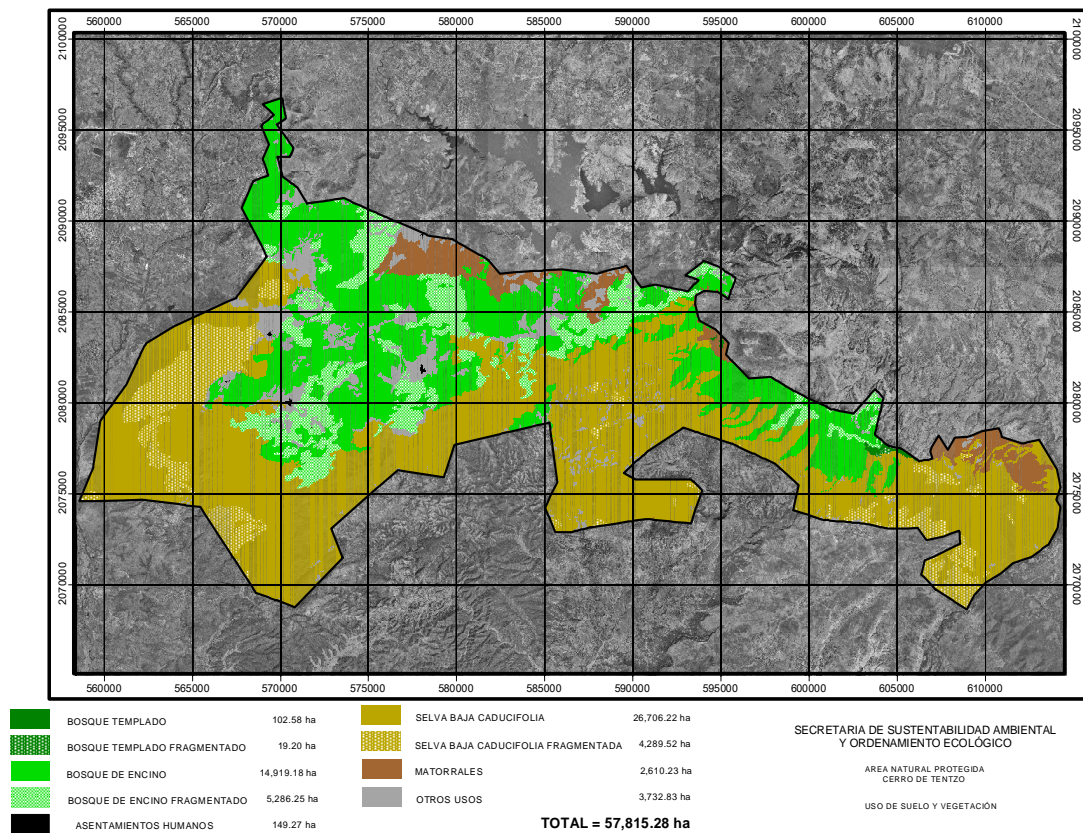 560000 565000 570000 575000 580000 585000 590000 595000 600000 605000 610000
2100000 2100000
2095000 2095000
2090000 2090000
2085000 2085000
2080000 2080000
2075000 2075000
2070000 2070000
560000 565000 570000 575000 580000 585000 590000 595000 600000 605000 610000
BOSQUE TEMPLADO 102.58 ha
BOSQUE TEMPLADO FRAGMENTADO 19.20 ha
BOSQUE DE ENCINO 14,919.18 ha
BOSQUE DE ENCINO FRAGMENTADO 5,286.25 ha
ASENTAMIENTOS HUMANOS 149.27 ha
SELVA BAJA CADUCIFOLIA 26,706.22 ha
SELVA BAJA CADUCIFOLIA FRAGMENTADA 4,289.52 ha
MATORRALES 2,610.23 ha
OTROS USOS 3,732.83 ha
TOTAL = 57,815.28 ha
SECRETARIA DE SUSTENTABILIDAD AMBIENTAL
Y ORDENAMIENTO ECOLÓGICO
AREA NATURAL PROTEGIDA
CERRO DE TENTZO
USO DE SUELO Y VEGETACIÓN